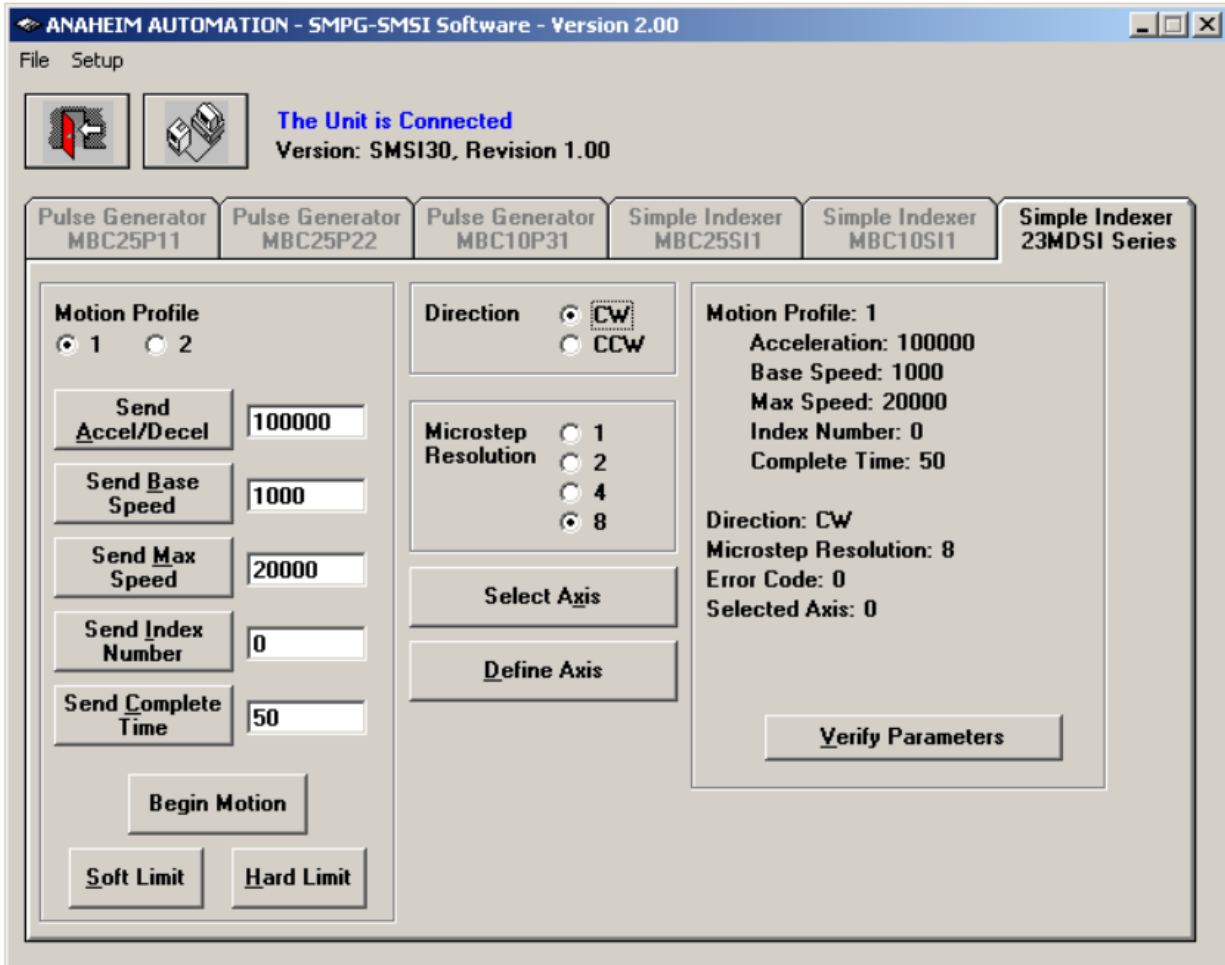 ANAHEIM AUTOMATION - SMPG-SMSI Software - Version 2.00
File Setup
The Unit is Connected
Version: SMSI30, Revision 1.00
Pulse Generator
MBC25P11
Pulse Generator
MBC25P22
Pulse Generator
MBC10P31
Simple Indexer
MBC25SI1
Simple Indexer
MBC10SI1
Simple Indexer
23MDSI Series
Motion Profile
1 2
Send
Accel/Decel
100000
Send Base
Speed
1000
Send Max
Speed
20000
Send Index
Number
0
Send Complete
Time
50
Begin Motion
Soft Limit
Hard Limit
Direction
CW
CCW
Microstep
Resolution
1
2
4
8
Select Axis
Define Axis
Motion Profile: 1
Acceleration: 100000
Base Speed: 1000
Max Speed: 20000
Index Number: 0
Complete Time: 50
Direction: CW
Microstep Resolution: 8
Error Code: 0
Selected Axis: 0
Verify Parameters